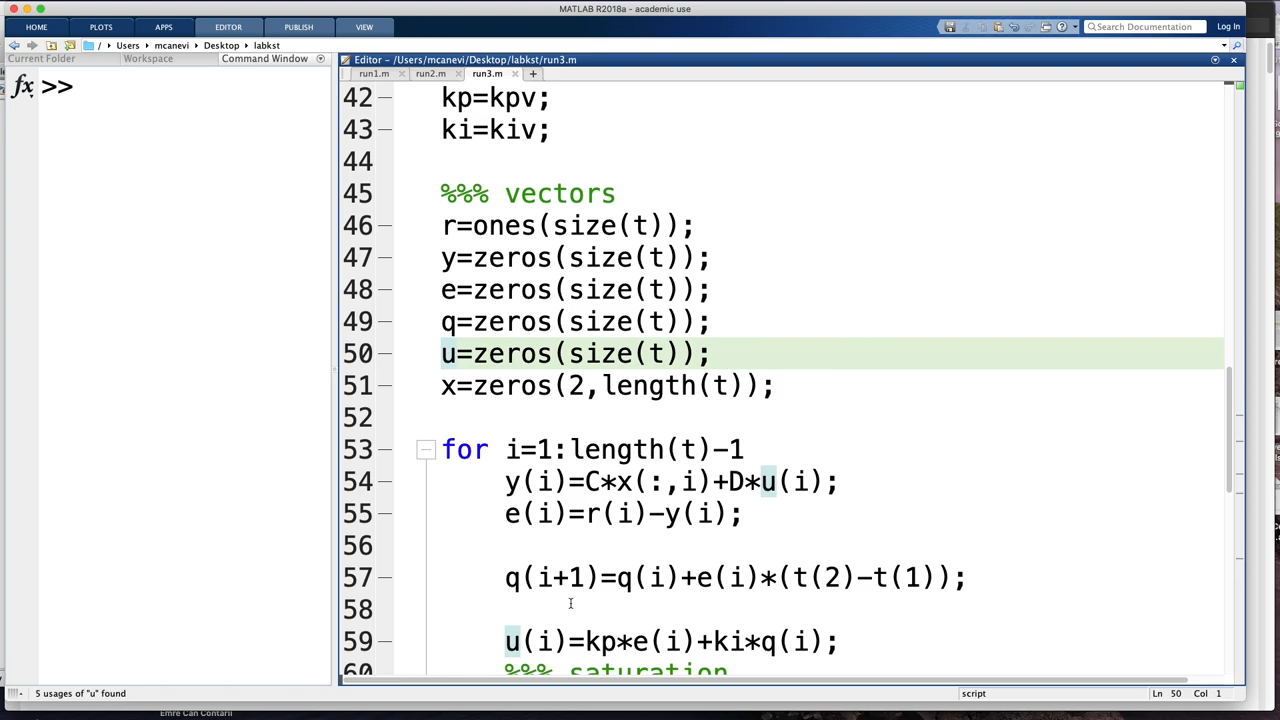 MATLAB R2018a - academic use
HOME PLOTS APPS EDITOR PUBLISH VIEW Search Documentation Log In
/ Users mcanevi Desktop labkst
Current Folder Workspace Command Window
Editor - /Users/mcanevi/Desktop/labkst/run3.m
run1.m run2.m run3.m
fx >>
42 kp=kpv;
43 ki=kiv;
44
45 %%% vectors
46 r=ones(size(t));
47 y=zeros(size(t));
48 e=zeros(size(t));
49 q=zeros(size(t));
50 u=zeros(size(t));
51 x=zeros(2,length(t));
52
53 for i=1:length(t)-1
54 y(i)=C*x(:,i)+D*u(i);
55 e(i)=r(i)-y(i);
56
57 q(i+1)=q(i)+e(i)*(t(2)-t(1));
58
59 u(i)=kp*e(i)+ki*q(i);
60 %%% saturation
5 usages of "u" found script Ln 50 Col 1
Emre Can Contarli